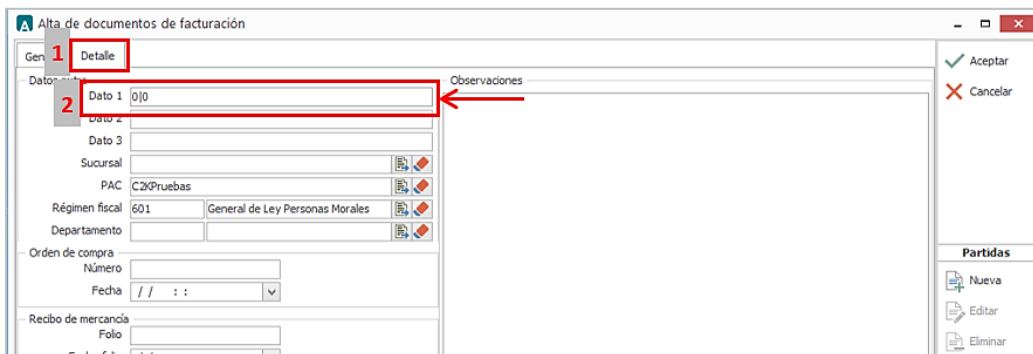 Alta de documentos de facturación
Gen 1 Detalle
Aceptar
Cancelar
Datos extra
Observaciones
2 Dato 1 0|0
Dato 2
Dato 3
Sucursal
PAC C2KPruebas
Régimen fiscal 601 General de Ley Personas Morales
Departamento
Orden de compra
Número
Fecha / / : :
Recibo de mercancía
Folio
Partidas
Nueva
Editar
Eliminar